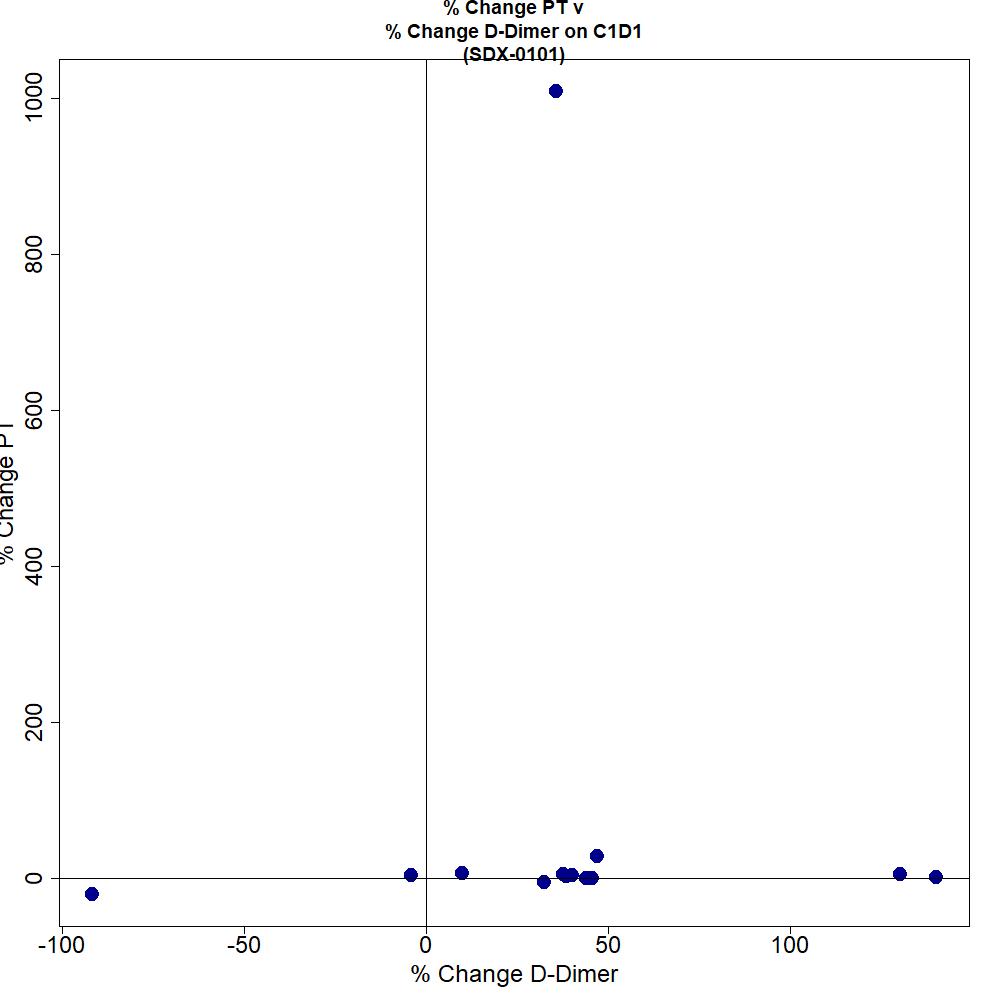 % Change PT v
% Change D-Dimer on C1D1
(SDX-0101)
1000
800
600
400
200
0
% Change PT
-100 -50 0 50 100
% Change D-Dimer